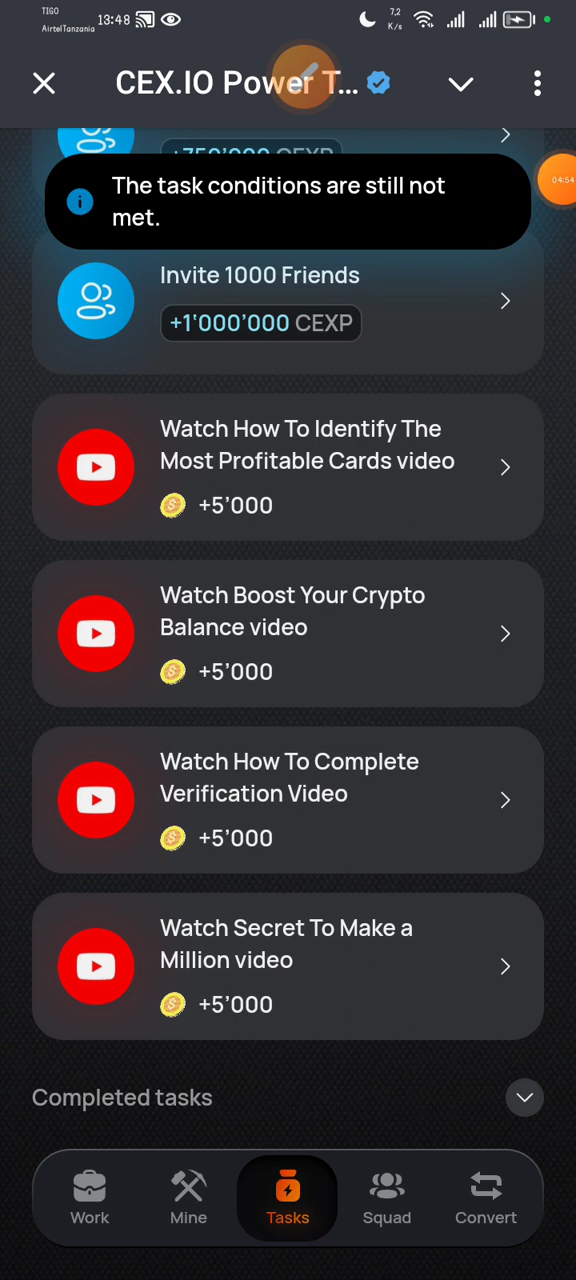 TIGO
AirtelTanzania
13:48
7,2
K/s
CEX.IO Power T...
+750'000 CEXP
The task conditions are still not
met.
04:54
Invite 1000 Friends
+1'000'000 CEXP
Watch How To Identify The
Most Profitable Cards video
+5'000
Watch Boost Your Crypto
Balance video
+5'000
Watch How To Complete
Verification Video
+5'000
Watch Secret To Make a
Million video
+5'000
Completed tasks
Work
Mine
Tasks
Squad
Convert